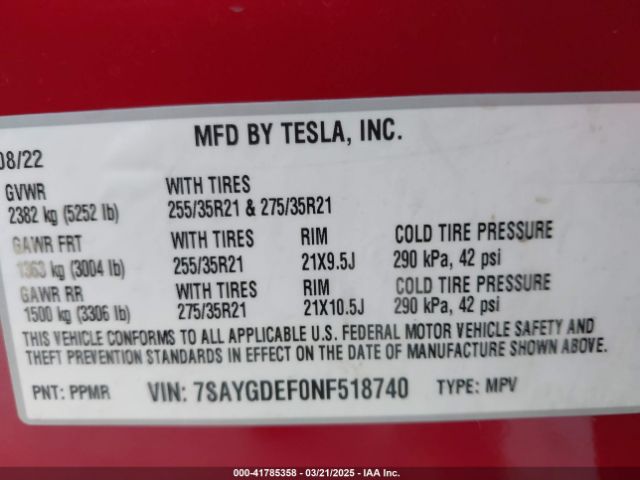 MFD BY TESLA, INC.
08/22
GVWR WITH TIRES
2382 kg (5252 lb) 255/35R21 & 275/35R21
GAWR FRT WITH TIRES RIM COLD TIRE PRESSURE
1363 kg (3004 lb) 255/35R21 21X9.5J 290 kPa, 42 psi
GAWR RR WITH TIRES RIM COLD TIRE PRESSURE
1500 kg (3306 lb) 275/35R21 21X10.5J 290 kPa, 42 psi
THIS VEHICLE CONFORMS TO ALL APPLICABLE U.S. FEDERAL MOTOR VEHICLE SAFETY AND
THEFT PREVENTION STANDARDS IN EFFECT ON THE DATE OF MANUFACTURE SHOWN ABOVE.
PNT: PPMR VIN: 7SAYGDEF0NF518740 TYPE: MPV
000-41785358 - 03/21/2025 - IAAI, Inc.